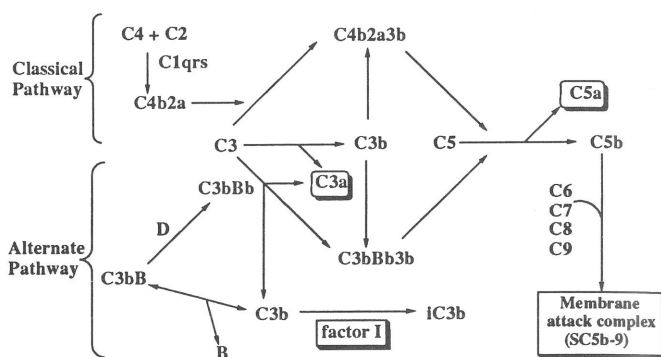 Classical
Pathway
C4 + C2
C1qrs
C4b2a
C4b2a3b
C5a
C3
C3b
C5
C5b
C3a
Alternate
Pathway
C3bBb
D
C3bB
B
C3bBb3b
C3b
factor I
iC3b
C6
C7
C8
C9
Membrane
attack complex
(SC5b-9)